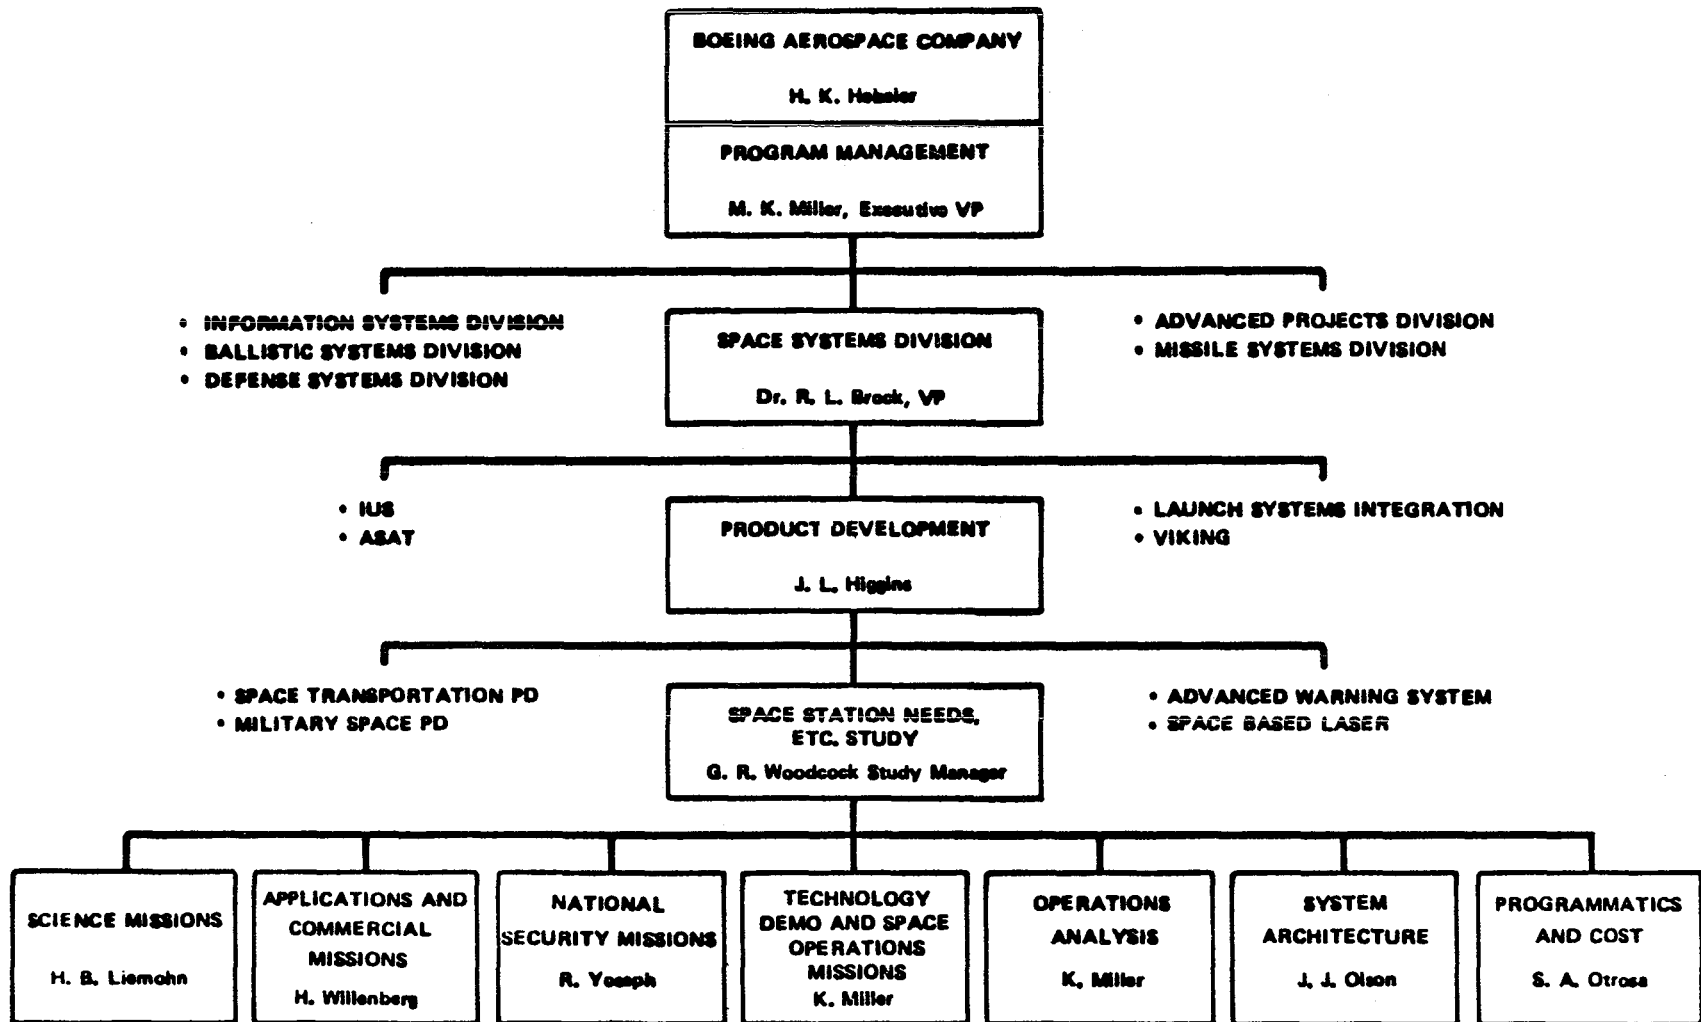 BOEING AEROSPACE COMPANY
H. K. Hebeler
PROGRAM MANAGEMENT
M. K. Miller, Executive VP
• INFORMATION SYSTEMS DIVISION
• BALLISTIC SYSTEMS DIVISION
• DEFENSE SYSTEMS DIVISION
SPACE SYSTEMS DIVISION
Dr. R. L. Brock, VP
• ADVANCED PROJECTS DIVISION
• MISSILE SYSTEMS DIVISION
• IUS
• ASAT
PRODUCT DEVELOPMENT
J. L. Higgins
• LAUNCH SYSTEMS INTEGRATION
• VIKING
• SPACE TRANSPORTATION PD
• MILITARY SPACE PD
SPACE STATION NEEDS,
ETC. STUDY
G. R. Woodcock Study Manager
• ADVANCED WARNING SYSTEM
• SPACE BASED LASER
SCIENCE MISSIONS
H. B. Liemohn
APPLICATIONS AND
COMMERCIAL
MISSIONS
H. Willenberg
NATIONAL
SECURITY MISSIONS
R. Yoseph
TECHNOLOGY
DEMO AND SPACE
OPERATIONS
MISSIONS
K. Miller
OPERATIONS
ANALYSIS
K. Miller
SYSTEM
ARCHITECTURE
J. J. Olson
PROGRAMMATICS
AND COST
S. A. Otrosa